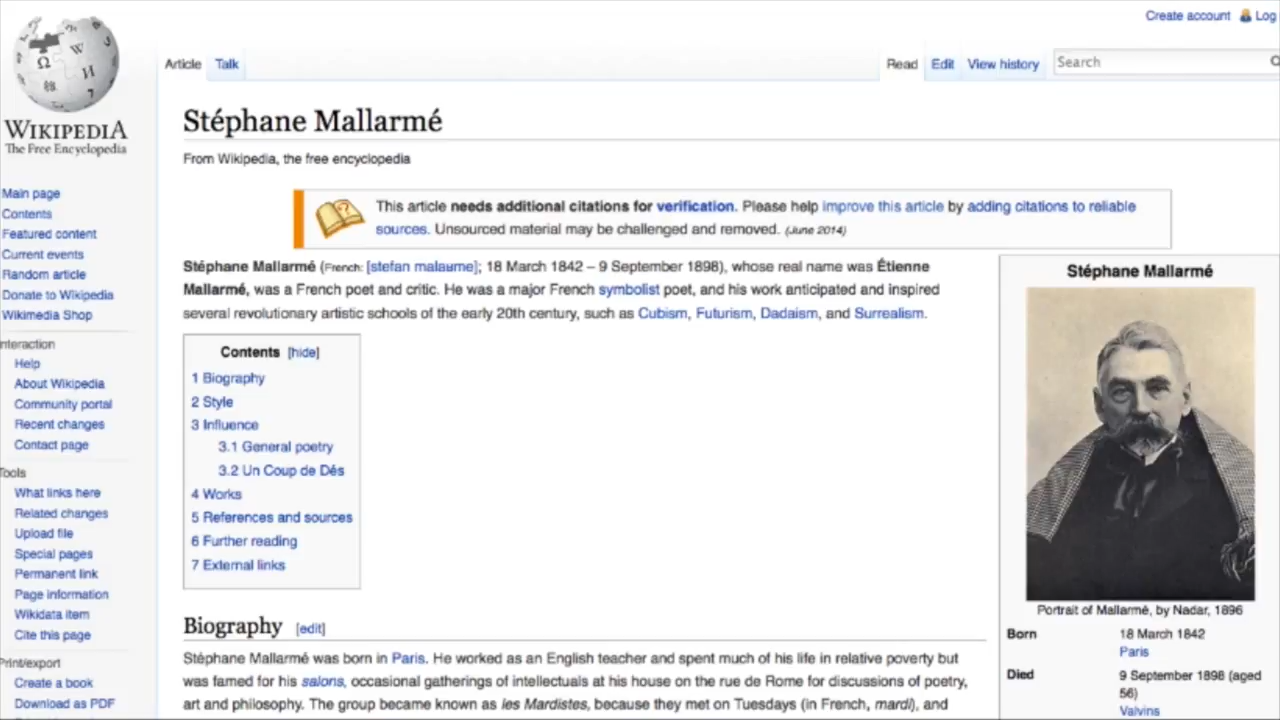 Create account Log
Article Talk Read Edit View history Search
WIKIPEDIA
The Free Encyclopedia
Main page
Contents
Featured content
Current events
Random article
Donate to Wikipedia
Wikimedia Shop
nteraction
Help
About Wikipedia
Community portal
Recent changes
Contact page
Tools
What links here
Related changes
Upload file
Special pages
Permanent link
Page information
Wikidata item
Cite this page
Print/export
Create a book
Download as PDF
Stéphane Mallarmé
From Wikipedia, the free encyclopedia
This article needs additional citations for verification. Please help improve this article by adding citations to reliable
sources. Unsourced material may be challenged and removed. (June 2014)
Stéphane Mallarmé (French: [stefan malaʁme]; 18 March 1842 – 9 September 1898), whose real name was Étienne
Mallarmé, was a French poet and critic. He was a major French symbolist poet, and his work anticipated and inspired
several revolutionary artistic schools of the early 20th century, such as Cubism, Futurism, Dadaism, and Surrealism.
Contents [hide]
1 Biography
2 Style
3 Influence
3.1 General poetry
3.2 Un Coup de Dés
4 Works
5 References and sources
6 Further reading
7 External links
Biography [edit]
Stéphane Mallarmé was born in Paris. He worked as an English teacher and spent much of his life in relative poverty but
was famed for his salons, occasional gatherings of intellectuals at his house on the rue de Rome for discussions of poetry,
art and philosophy. The group became known as les Mardistes, because they met on Tuesdays (in French, mardi), and
Stéphane Mallarmé
Portrait of Mallarmé, by Nadar, 1896
Born 18 March 1842
Paris
Died 9 September 1898 (aged
56)
Valvins